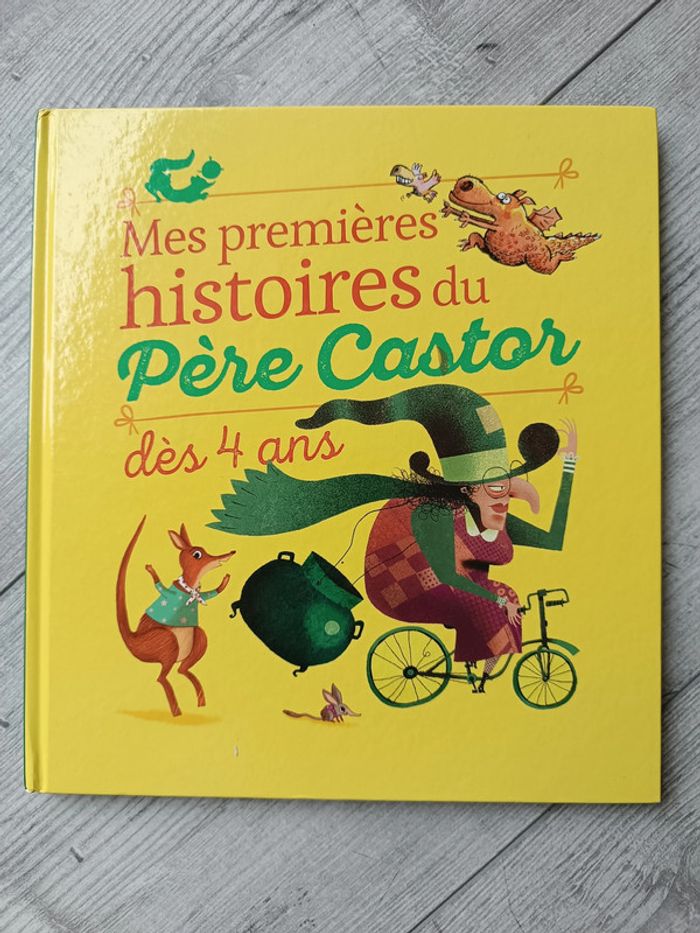 Mes premières
histoires du
Père Castor
dès 4 ans